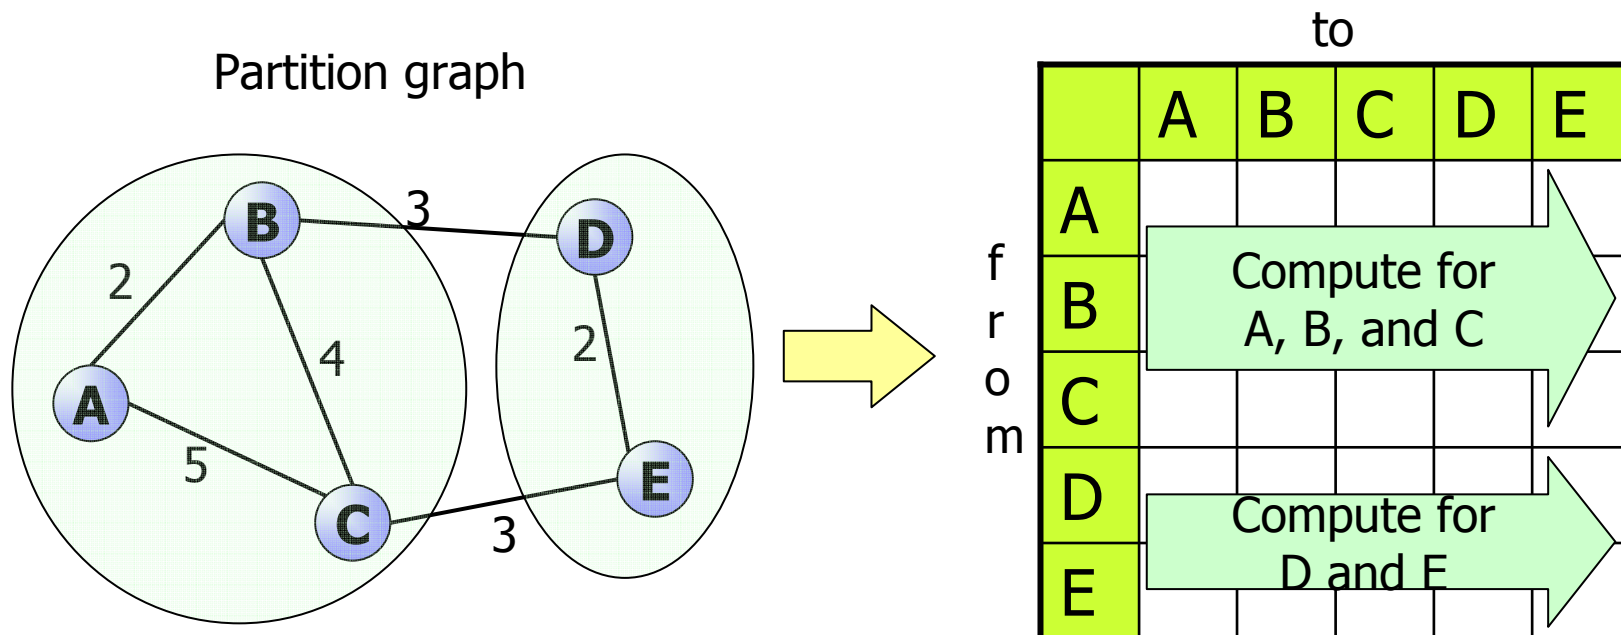 Partition graph
B
3
D
2
4
2
A
5
C
3
E
to
A B C D E
f
r
o
m
A
B
C
D
E
Compute for
A, B, and C
Compute for
D and E